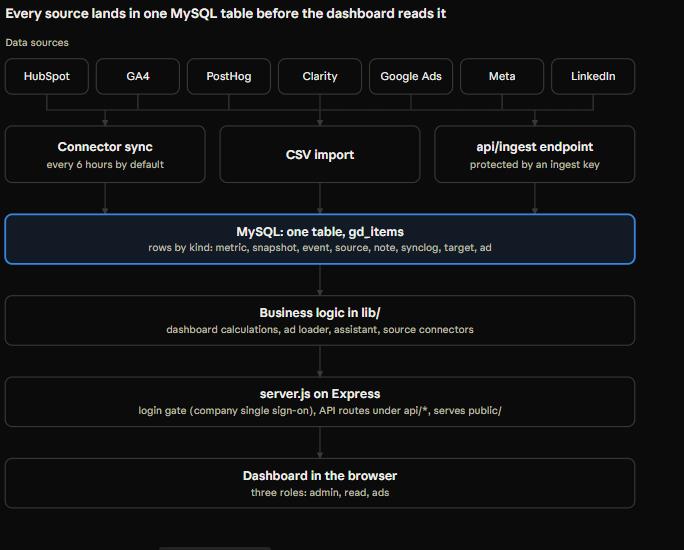 Every source lands in one MySQL table before the dashboard reads it
Data sources
HubSpot
GA4
PostHog
Clarity
Google Ads
Meta
LinkedIn
Connector sync
every 6 hours by default
CSV import
api/ingest endpoint
protected by an ingest key
MySQL: one table, gd_items
rows by kind: metric, snapshot, event, source, note, synclog, target, ad
Business logic in lib/
dashboard calculations, ad loader, assistant, source connectors
server.js on Express
login gate (company single sign-on), API routes under api/*, serves public/
Dashboard in the browser
three roles: admin, read, ads